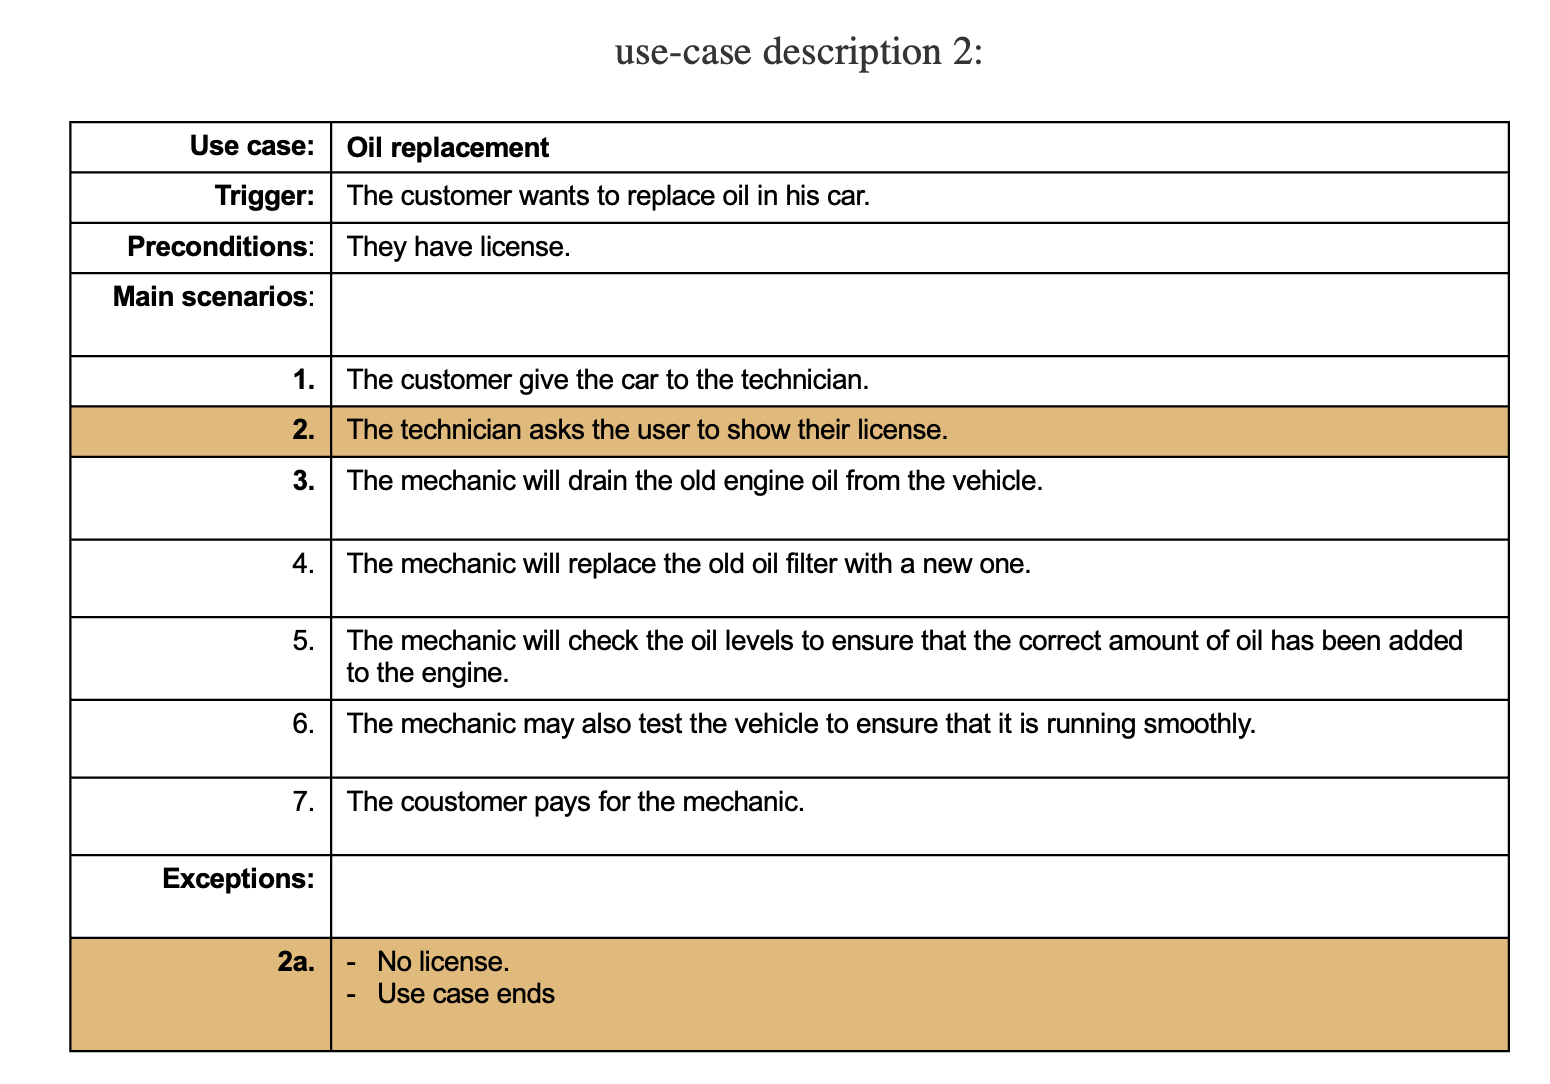 use-case description 2:
Use case: Oil replacement
Trigger: The customer wants to replace oil in his car.
Preconditions: They have license.
Main scenarios:
1. The customer give the car to the technician.
2. The technician asks the user to show their license.
3. The mechanic will drain the old engine oil from the vehicle.
4. The mechanic will replace the old oil filter with a new one.
5. The mechanic will check the oil levels to ensure that the correct amount of oil has been added
to the engine.
6. The mechanic may also test the vehicle to ensure that it is running smoothly.
7. The coustomer pays for the mechanic.
Exceptions:
2a. - No license.
- Use case ends